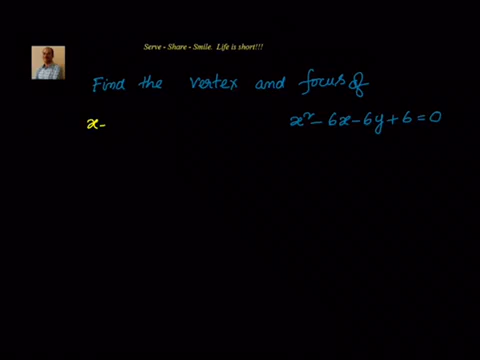 Serve - Share - Smile. Life is short!!!
Find the vertex and focus of
x² - 6x - 6y + 6 = 0
x-